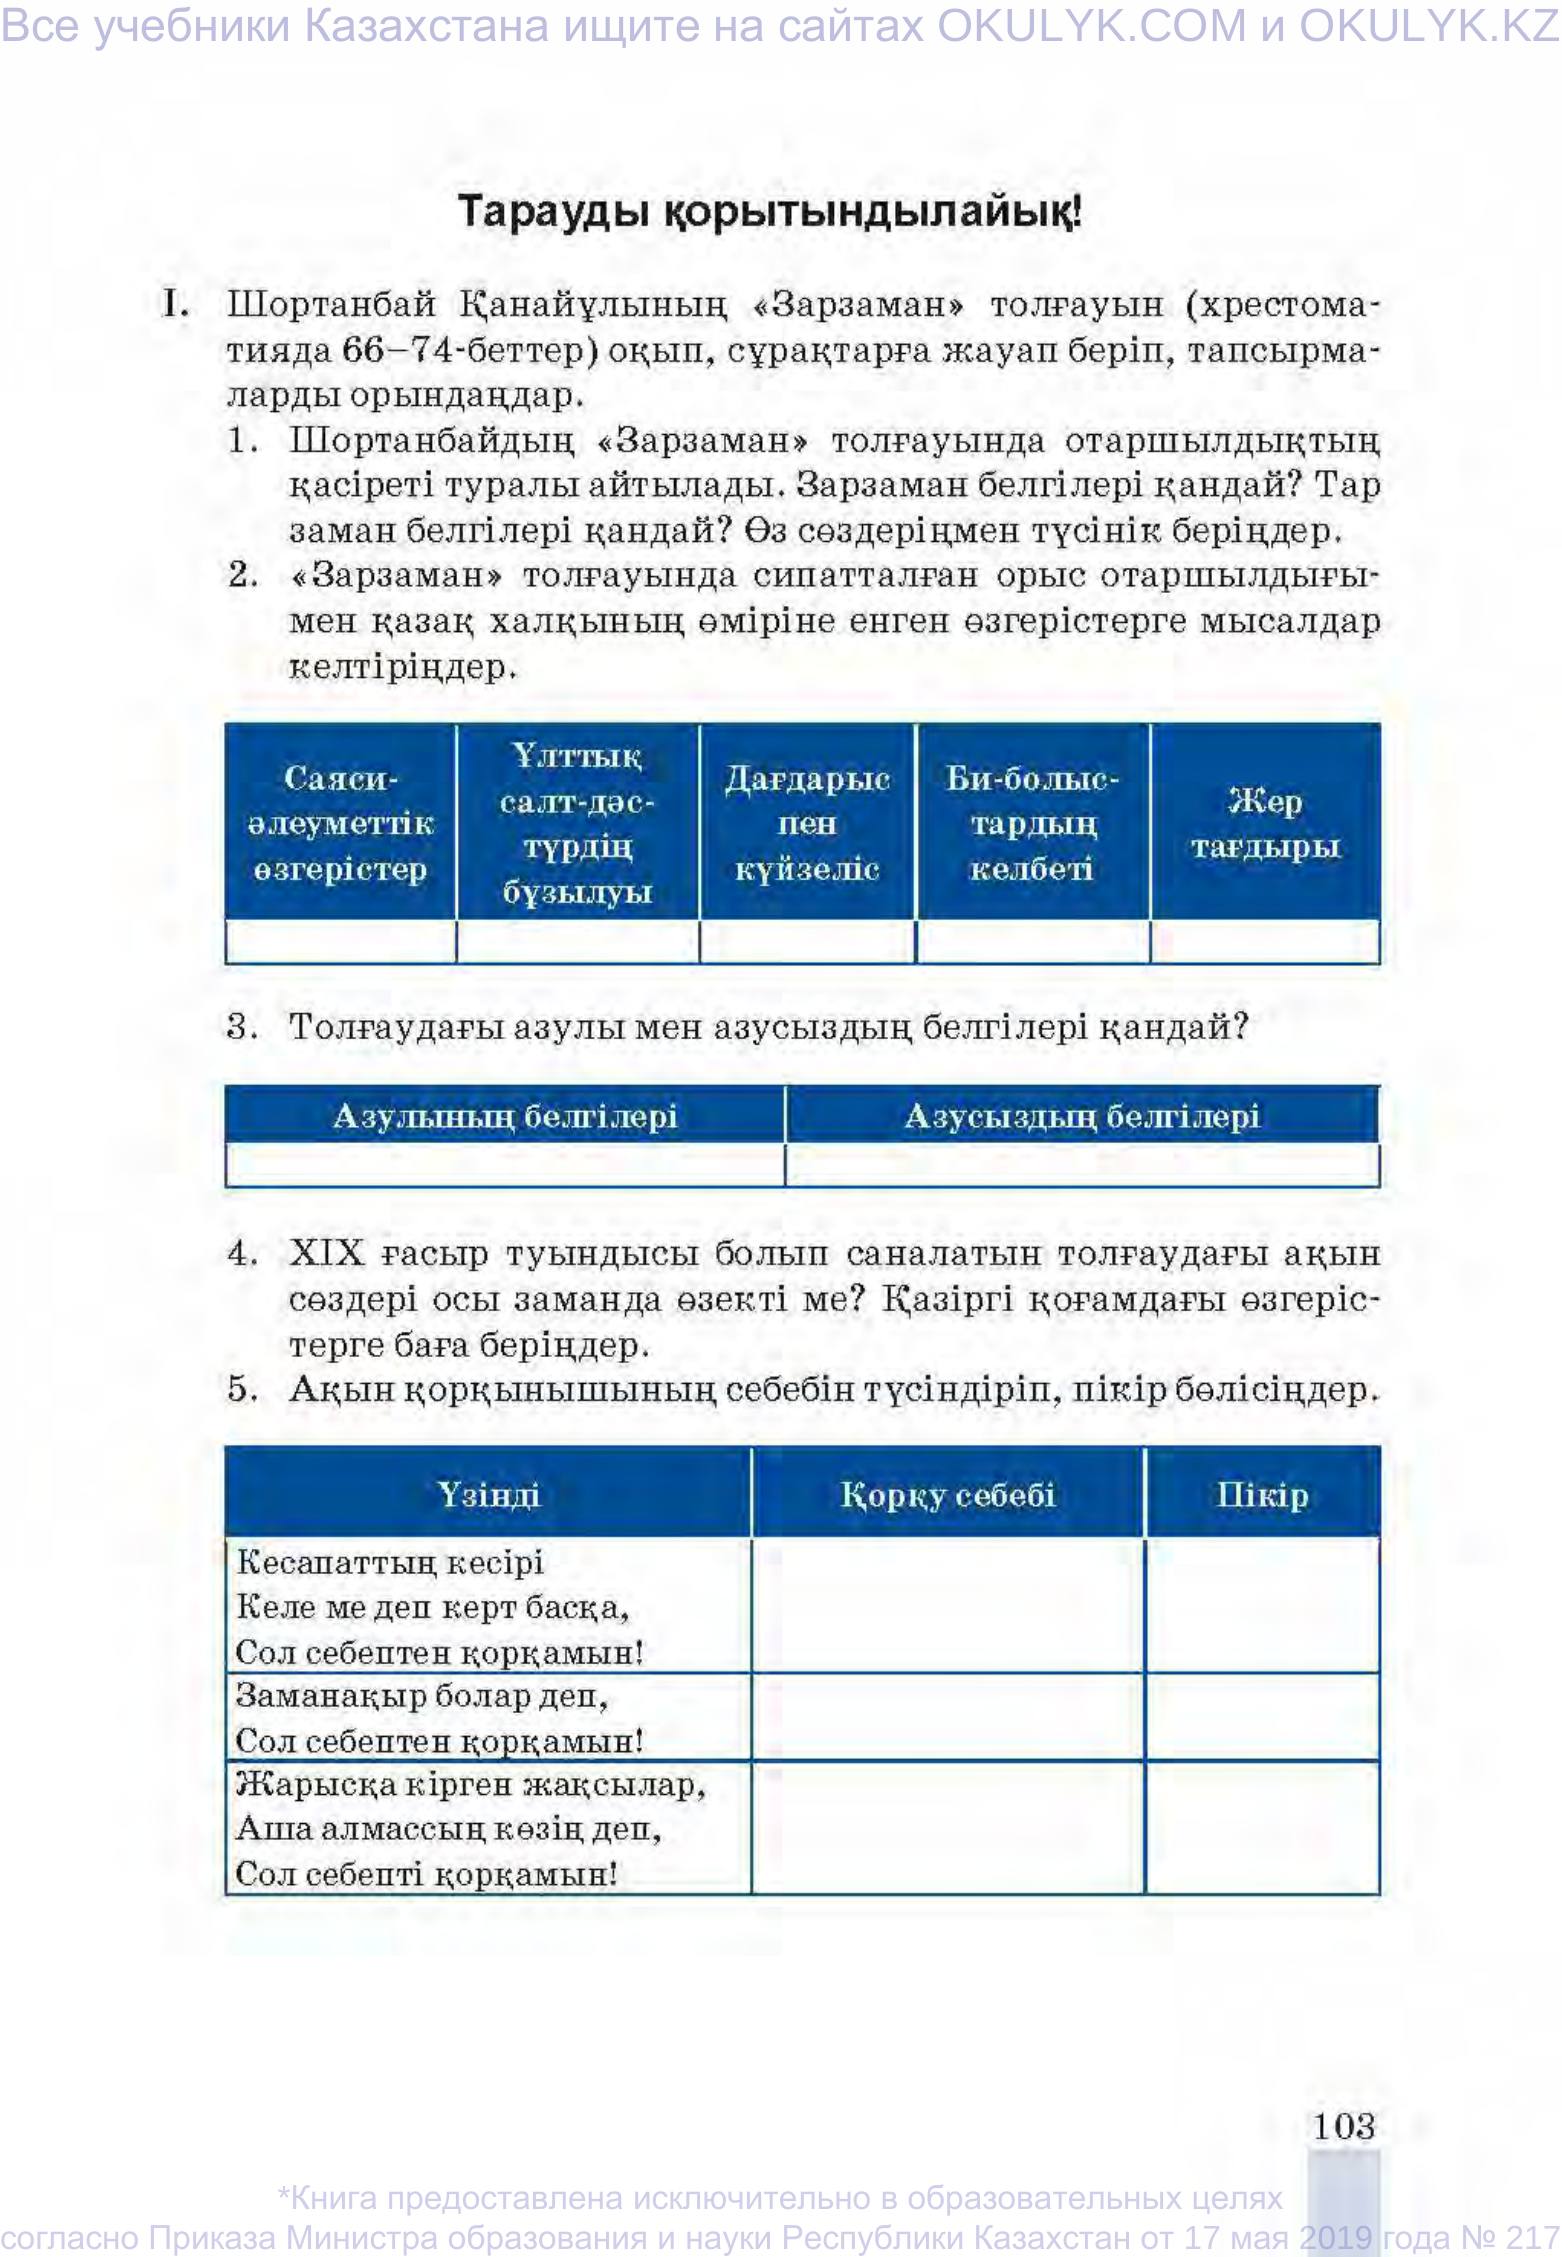 Все учебники Казахстана ищите на сайтах OKULYK.COM и OKULYK.KZ
Тарауды қорытындылайық!
I. Шортанбай Қанайұлының «Зарзаман» толғауын (хрестома-
тияда 66–74-беттер) оқып, сұрақтарға жауап беріп, тапсырма-
ларды орындаңдар.
1. Шортанбайдың «Зарзаман» толғауында отаршылдықтың
қасіреті туралы айтылады. Зарзаман белгілері қандай? Тар
заман белгілері қандай? Өз сөздеріңмен түсінік беріңдер.
2. «Зарзаман» толғауында сипатталған орыс отаршылдығы-
мен қазақ халқының өміріне енген өзгерістерге мысалдар
келтіріңдер.
Саяси-
әлеуметтік
өзгерістер
Ұлттық
салт-дәс-
түрдің
бұзылуы
Дағдарыс
пен
күйзеліс
Би-болыс-
тардың
келбеті
Жер
тағдыры
3. Толғаудағы азулы мен азусыздың белгілері қандай?
Азулының белгілері
Азусыздың белгілері
4. XIX ғасыр туындысы болып саналатын толғаудағы ақын
сөздері осы заманда өзекті ме? Қазіргі қоғамдағы өзгеріс-
терге баға беріңдер.
5. Ақын қорқынышының себебін түсіндіріп, пікір бөлісіңдер.
Үзінді
Қорқу себебі
Пікір
Кесапаттың кесірі
Келе ме деп керт басқа,
Сол себептен қорқамын!
Заманақыр болар деп,
Сол себептен қорқамын!
Жарысқа кірген жақсылар,
Аша алмассың көзің деп,
Сол себепті қорқамын!
103
*Книга предоставлена исключительно в образовательных целях
согласно Приказа Министра образования и науки Республики Казахстан от 17 мая 2019 года № 217